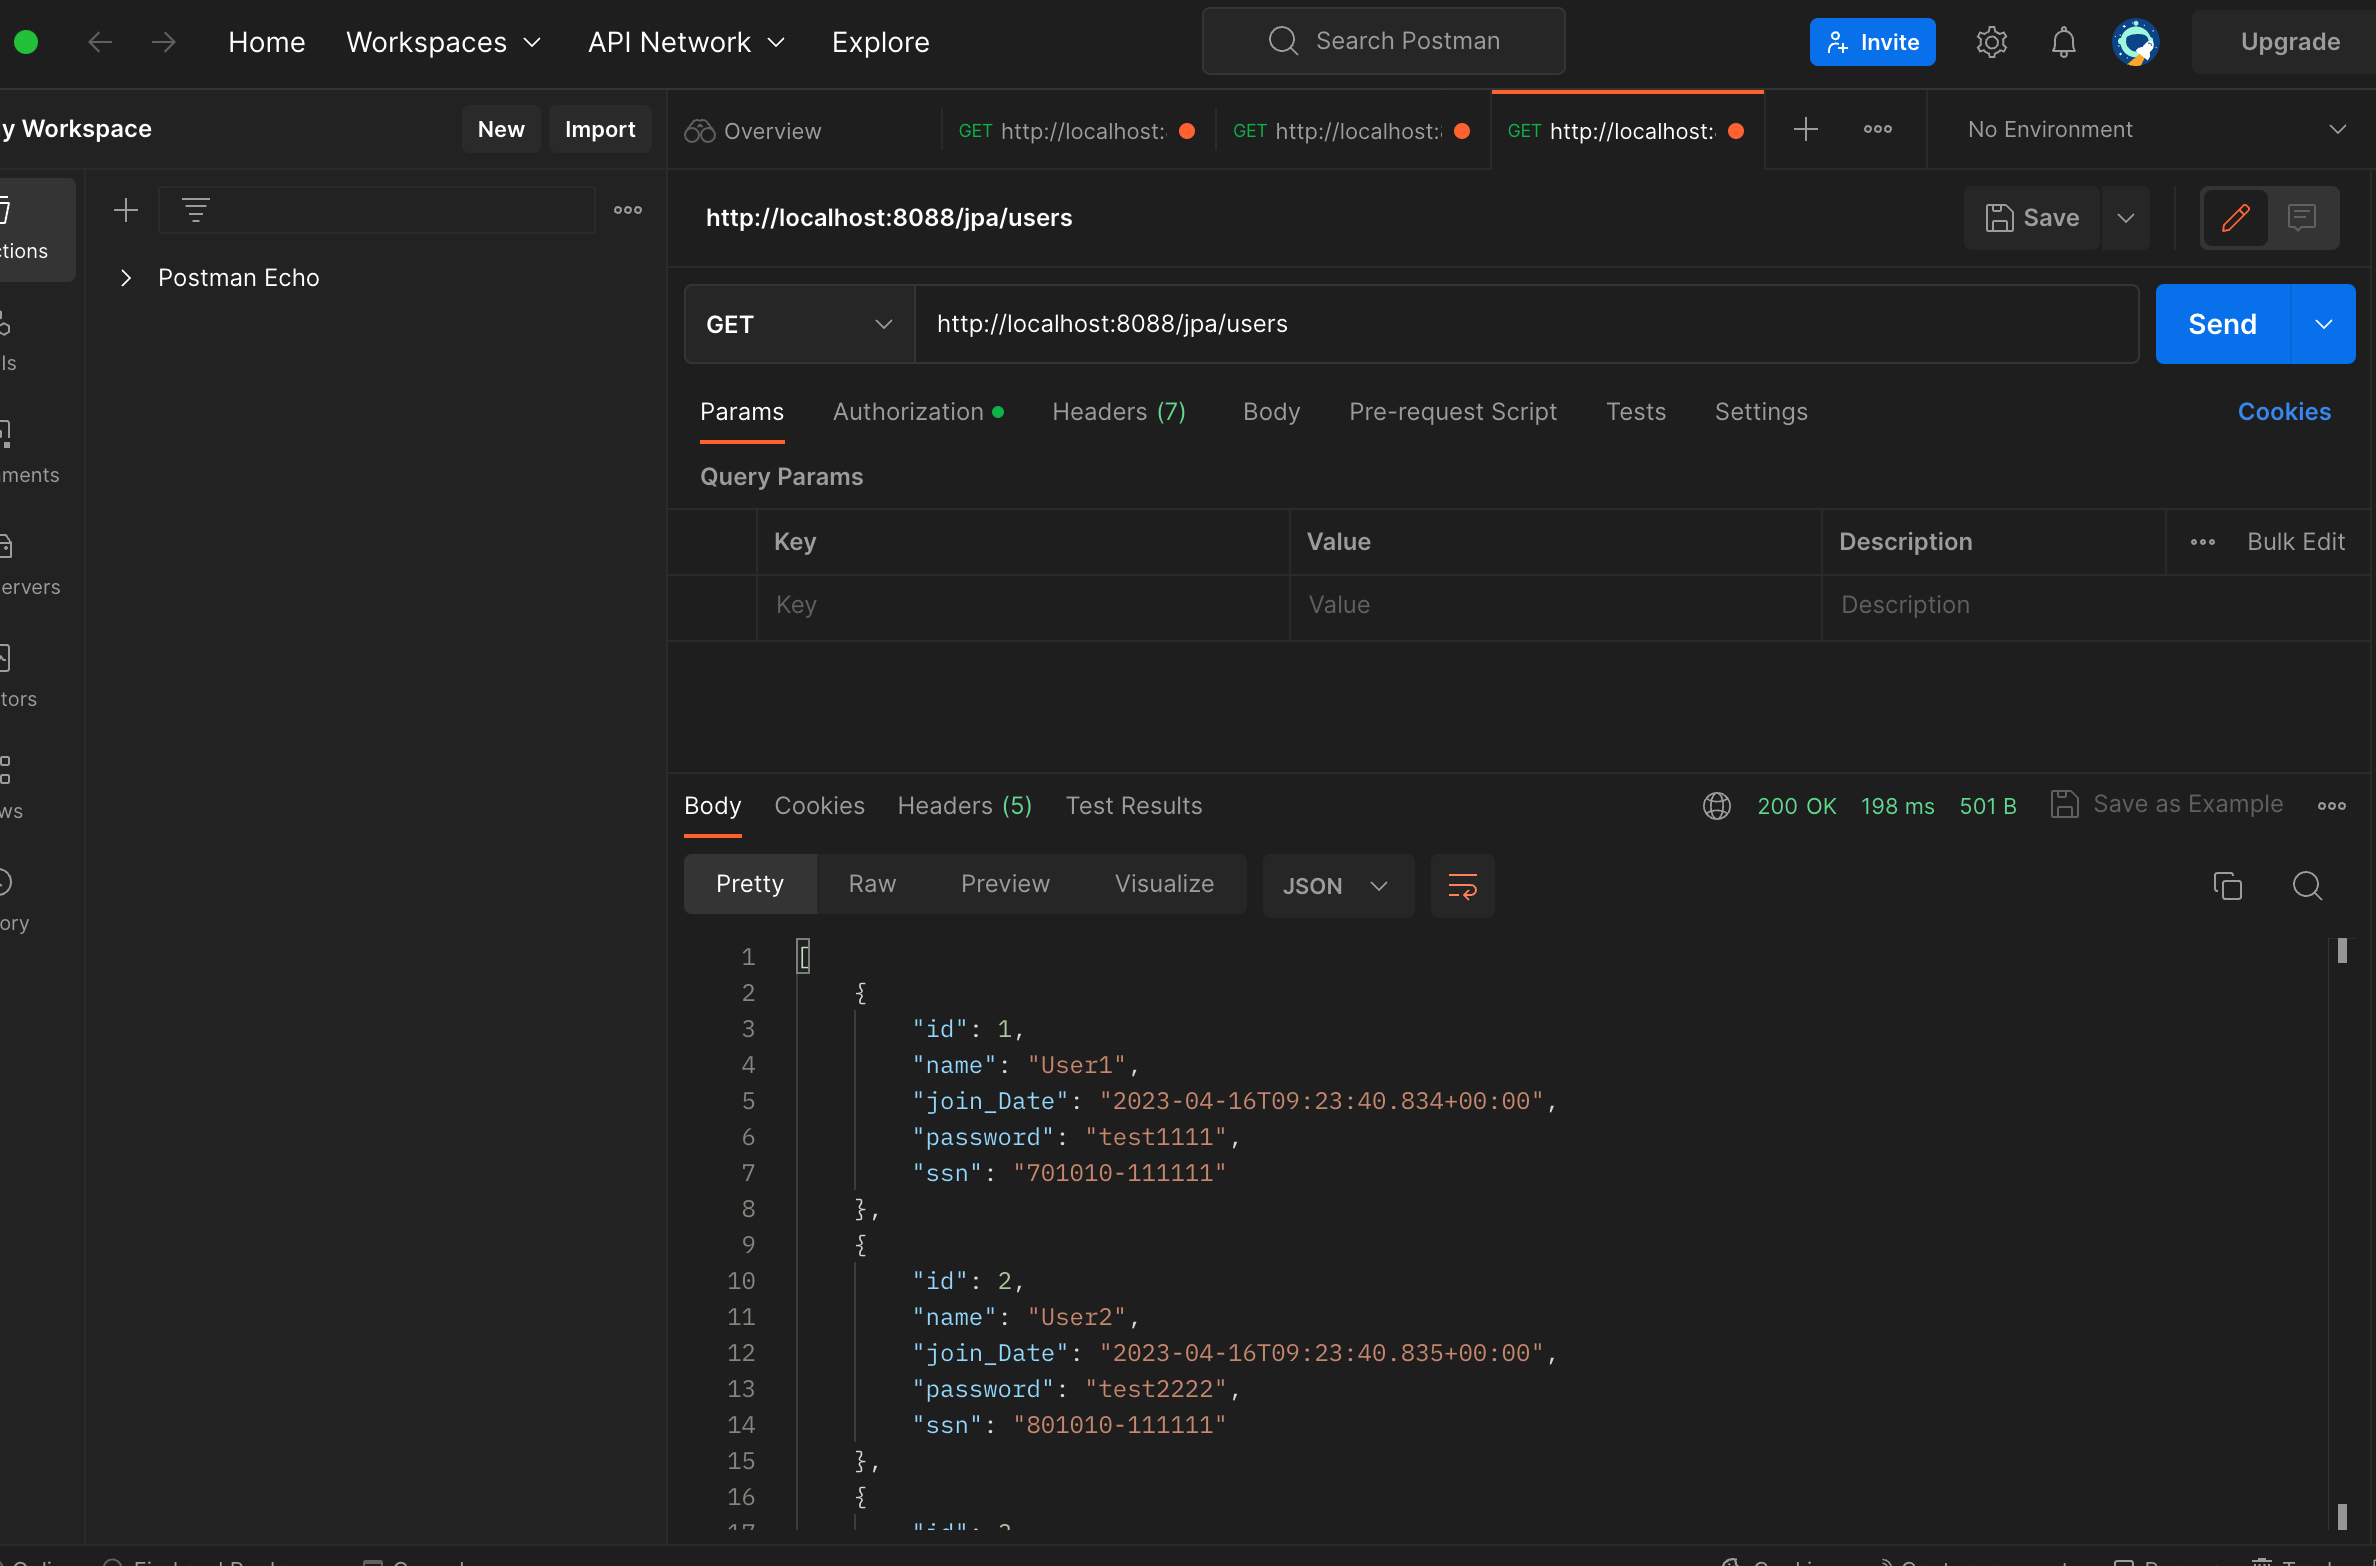 Home Workspaces API Network Explore Search Postman Invite Upgrade
y Workspace New Import Overview GET http://localhost: GET http://localhost: GET http://localhost: No Environment
http://localhost:8088/jpa/users Save
tions
Postman Echo
GET http://localhost:8088/jpa/users Send
ls
Params Authorization Headers (7) Body Pre-request Script Tests Settings Cookies
ments
Query Params
Key Value Description Bulk Edit
ervers
Key Value Description
tors
ws
Body Cookies Headers (5) Test Results 200 OK 198 ms 501 B Save as Example
Pretty Raw Preview Visualize JSON
ory
1 [
2 {
3 "id": 1,
4 "name": "User1",
5 "join_Date": "2023-04-16T09:23:40.834+00:00",
6 "password": "test1111",
7 "ssn": "701010-111111"
8 },
9 {
10 "id": 2,
11 "name": "User2",
12 "join_Date": "2023-04-16T09:23:40.835+00:00",
13 "password": "test2222",
14 "ssn": "801010-111111"
15 },
16 {
17 "id": 3